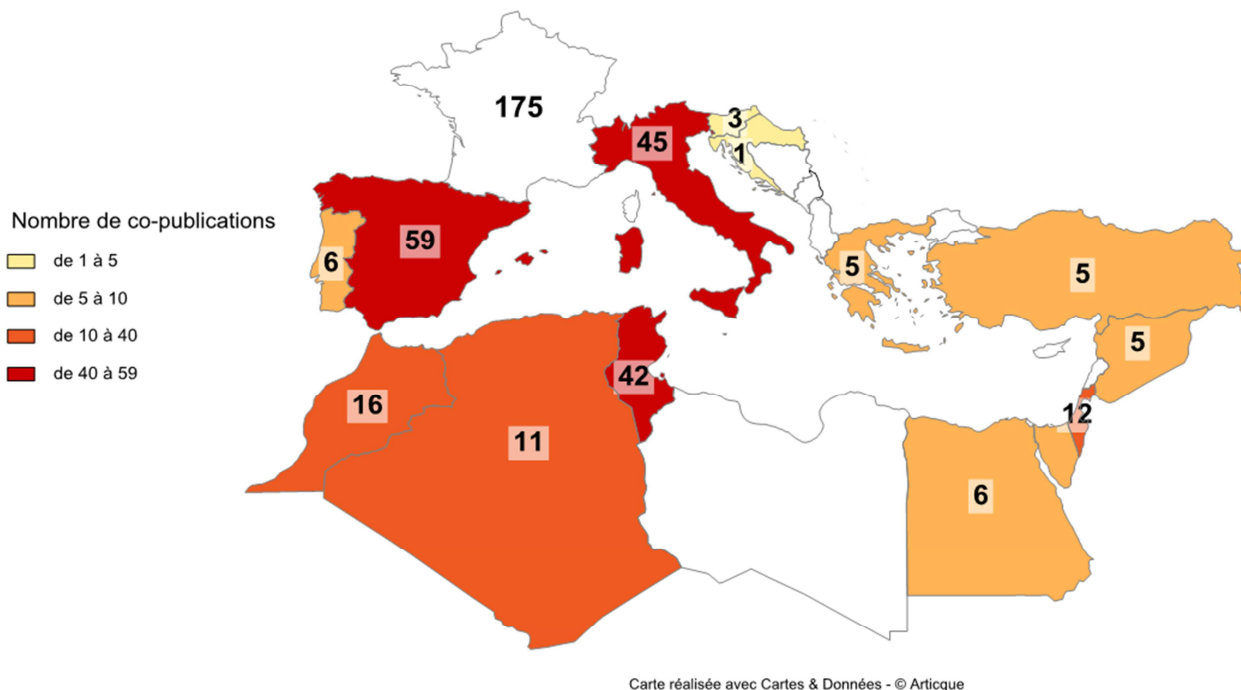 175
3
45
1
Nombre de co-publications
59
6
5
5
de 1 à 5
de 5 à 10
de 10 à 40
de 40 à 59
5
42
16
12
11
6
Carte réalisée avec Cartes & Données - © Articque